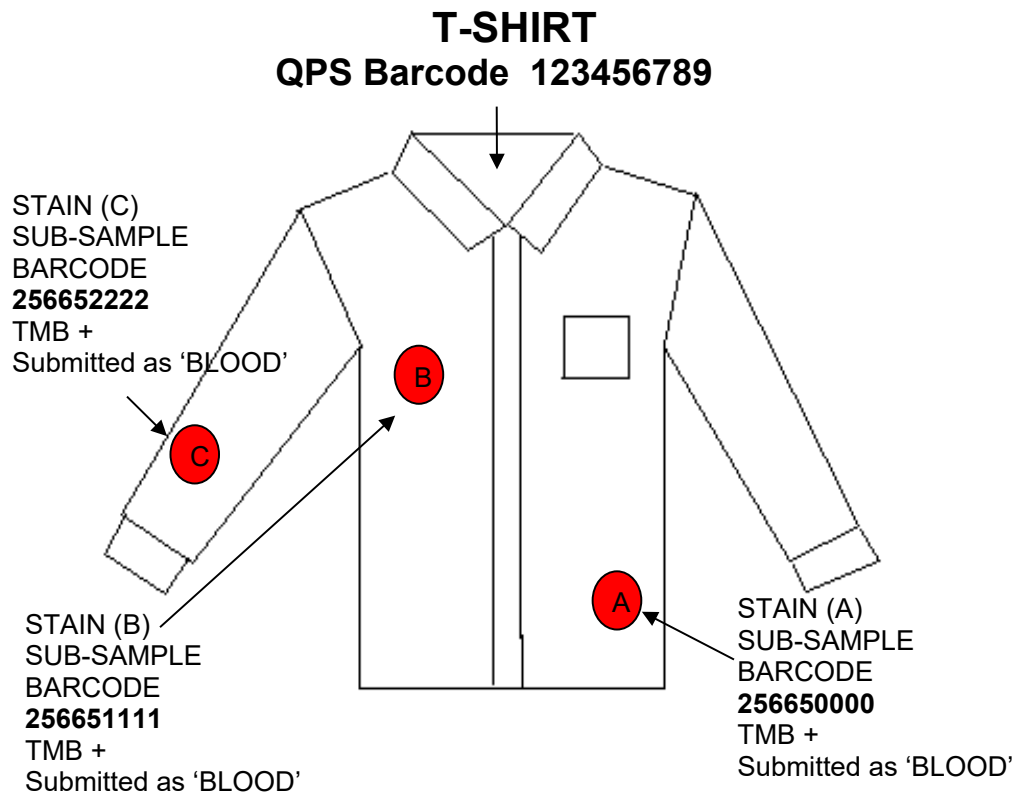 T-SHIRT
QPS Barcode 123456789
STAIN (C)
SUB-SAMPLE
BARCODE
256652222
TMB +
Submitted as ‘BLOOD’
B
C
A
STAIN (B)
SUB-SAMPLE
BARCODE
256651111
TMB +
Submitted as ‘BLOOD’
STAIN (A)
SUB-SAMPLE
BARCODE
256650000
TMB +
Submitted as ‘BLOOD’